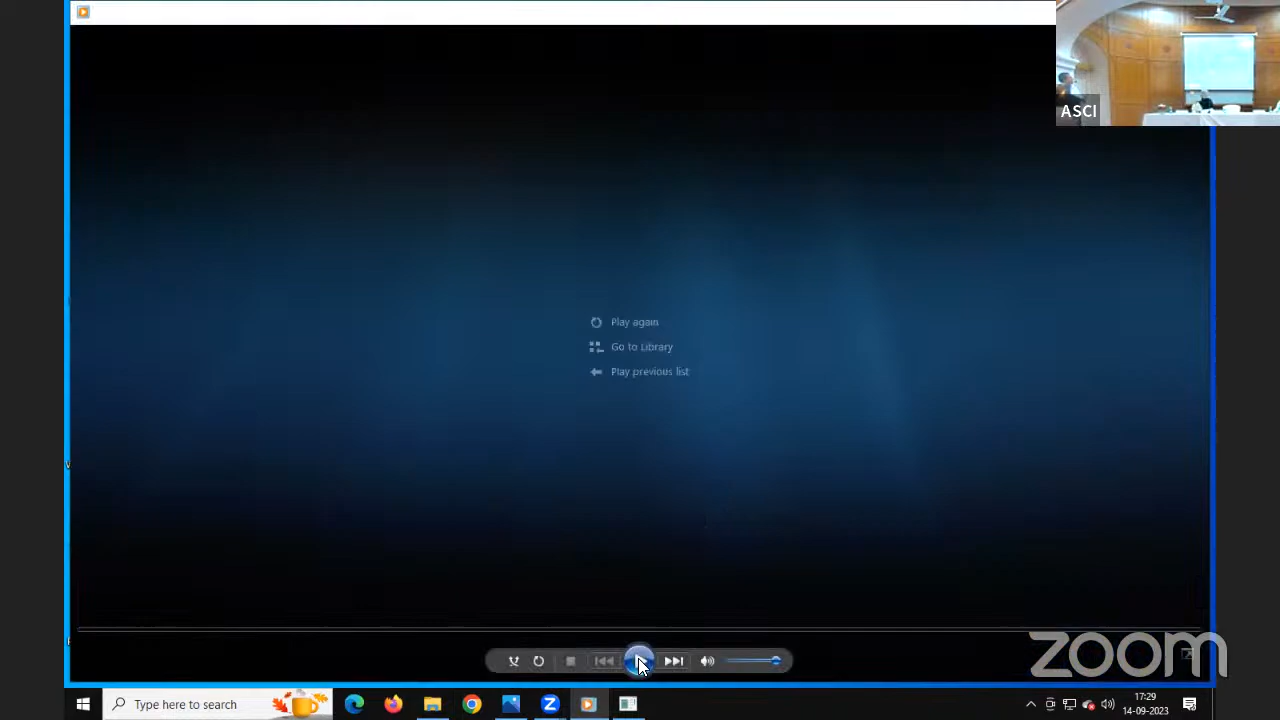 ASCI
Play again
Go to Library
Play previous list
zoom
Type here to search
17:29
14-09-2023